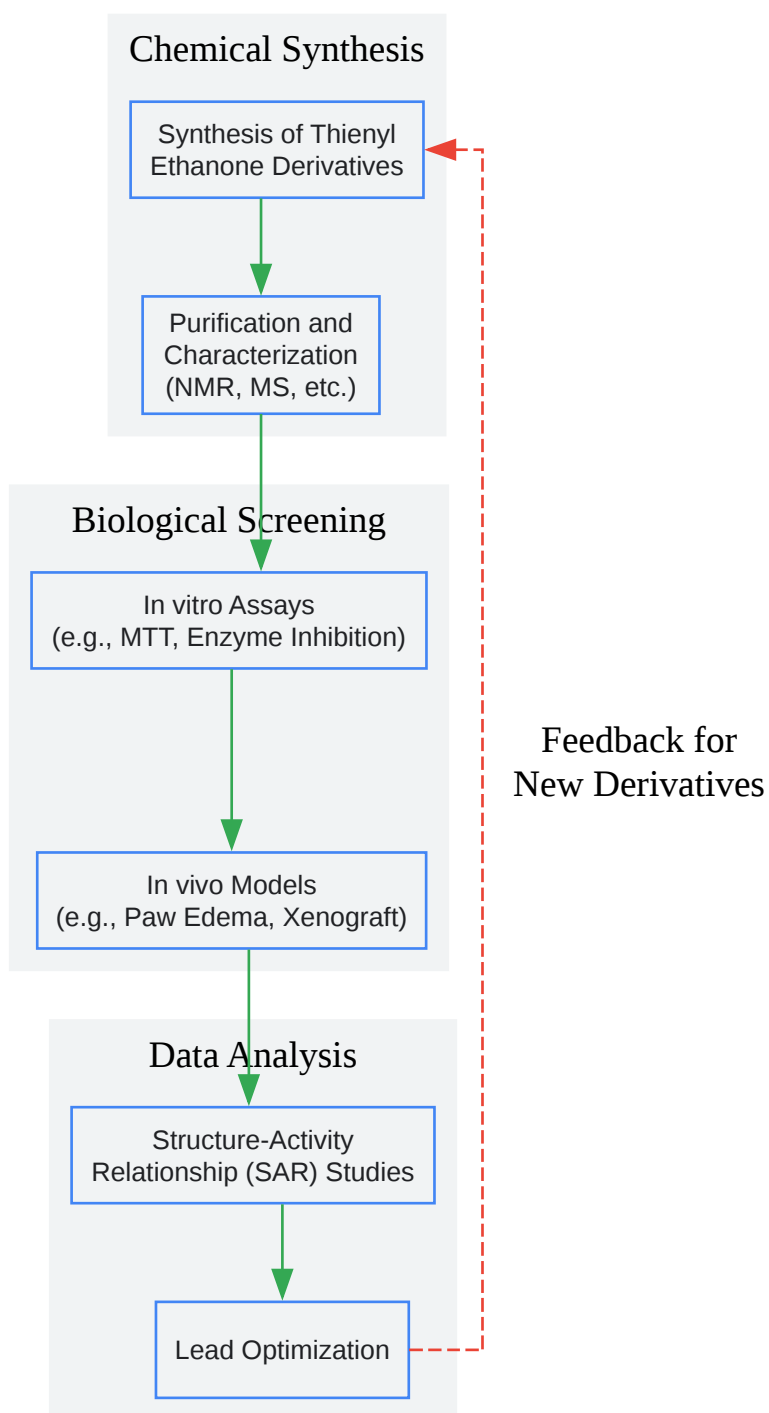 Chemical Synthesis
Synthesis of Thienyl
Ethanone Derivatives
Purification and
Characterization
(NMR, MS, etc.)
Biological Screening
In vitro Assays
(e.g., MTT, Enzyme Inhibition)
Feedback for
New Derivatives
In vivo Models
(e.g., Paw Edema, Xenograft)
Data Analysis
Structure-Activity
Relationship (SAR) Studies
Lead Optimization